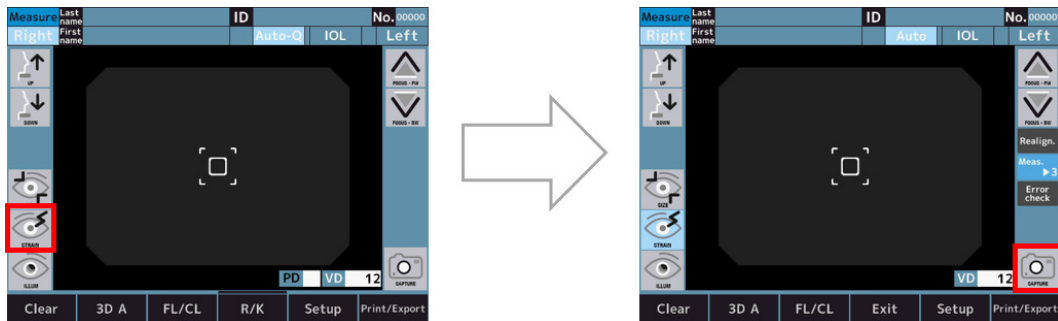 Measure Last name ID No. 00000
Right First name Auto-Q IOL Left
UP
FOCUS - FW
DOWN
FOCUS - BW
STRAIN
ILLUM
CAPTURE
PD VD 12
Clear 3D A FL/CL R/K Setup Print/Export
Measure Last name ID No. 00000
Right First name Auto IOL Left
UP
FOCUS - FW
DOWN
FOCUS - BW
Realign.
Meas.
▶3
Error
check
SIZE
STRAIN
ILLUM
CAPTURE
VD 12
Clear 3D A FL/CL Exit Setup Print/Export